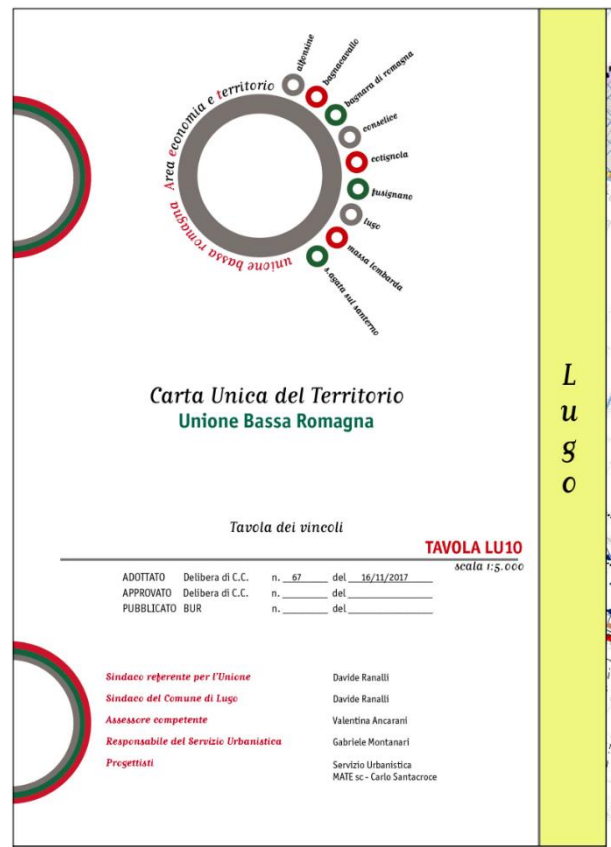 Area economia e territorio
unione bassa romagna
alfonsine
bagnacavallo
bagnara di romagna
conselice
cotignola
fusignano
lugo
massa lombarda
s.agata sul santerno
Carta Unica del Territorio
Unione Bassa Romagna
Lugo
Tavola dei vincoli
TAVOLA LU10
scala 1:5.000
ADOTTATO Delibera di C.C. n. 67 del 16/11/2017
APPROVATO Delibera di C.C. n. del
PUBBLICATO BUR n. del
Sindaco referente per l'Unione Davide Ranalli
Sindaco del Comune di Lugo Davide Ranalli
Assessore competente Valentina Ancarani
Responsabile del Servizio Urbanistica Gabriele Montanari
Progettisti Servizio Urbanistica
MATE sc - Carlo Santacroce